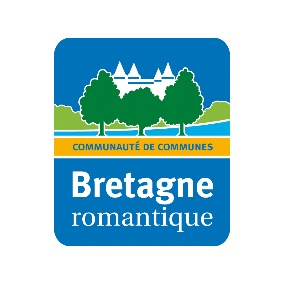 COMMUNAUTÉ DE COMMUNES
Bretagne
romantique